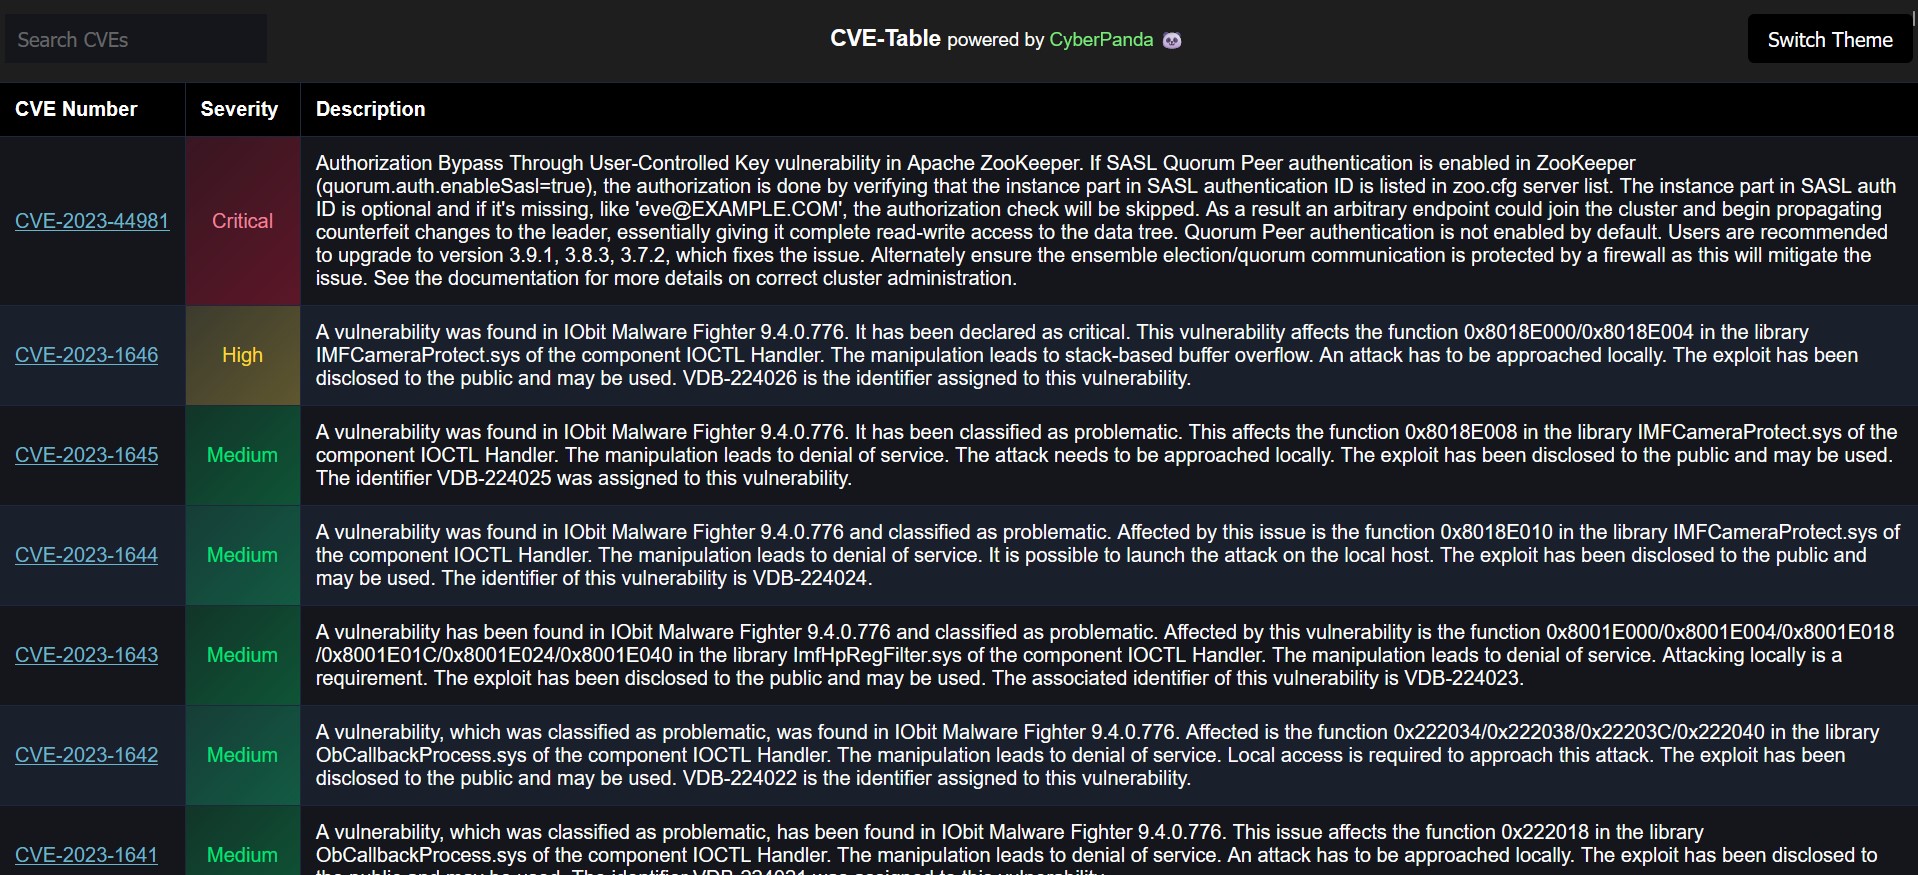 Search CVEs
CVE-Table powered by CyberPanda
Switch Theme
CVE Number Severity Description
CVE-2023-44981
Critical
Authorization Bypass Through User-Controlled Key vulnerability in Apache ZooKeeper. If SASL Quorum Peer authentication is enabled in ZooKeeper
(quorum.auth.enableSasl=true), the authorization is done by verifying that the instance part in SASL authentication ID is listed in zoo.cfg server list. The instance part in SASL auth
ID is optional and if it's missing, like 'eve@EXAMPLE.COM', the authorization check will be skipped. As a result an arbitrary endpoint could join the cluster and begin propagating
counterfeit changes to the leader, essentially giving it complete read-write access to the data tree. Quorum Peer authentication is not enabled by default. Users are recommended
to upgrade to version 3.9.1, 3.8.3, 3.7.2, which fixes the issue. Alternately ensure the ensemble election/quorum communication is protected by a firewall as this will mitigate the
issue. See the documentation for more details on correct cluster administration.
CVE-2023-1646
High
A vulnerability was found in IObit Malware Fighter 9.4.0.776. It has been declared as critical. This vulnerability affects the function 0x8018E000/0x8018E004 in the library
IMFCameraProtect.sys of the component IOCTL Handler. The manipulation leads to stack-based buffer overflow. An attack has to be approached locally. The exploit has been
disclosed to the public and may be used. VDB-224026 is the identifier assigned to this vulnerability.
CVE-2023-1645
Medium
A vulnerability was found in IObit Malware Fighter 9.4.0.776. It has been classified as problematic. This affects the function 0x8018E008 in the library IMFCameraProtect.sys of the
component IOCTL Handler. The manipulation leads to denial of service. The attack needs to be approached locally. The exploit has been disclosed to the public and may be used.
The identifier VDB-224025 was assigned to this vulnerability.
CVE-2023-1644
Medium
A vulnerability was found in IObit Malware Fighter 9.4.0.776 and classified as problematic. Affected by this issue is the function 0x8018E010 in the library IMFCameraProtect.sys of
the component IOCTL Handler. The manipulation leads to denial of service. It is possible to launch the attack on the local host. The exploit has been disclosed to the public and
may be used. The identifier of this vulnerability is VDB-224024.
CVE-2023-1643
Medium
A vulnerability has been found in IObit Malware Fighter 9.4.0.776 and classified as problematic. Affected by this vulnerability is the function 0x8001E000/0x8001E004/0x8001E018
/0x8001E01C/0x8001E024/0x8001E040 in the library ImfHpRegFilter.sys of the component IOCTL Handler. The manipulation leads to denial of service. Attacking locally is a
requirement. The exploit has been disclosed to the public and may be used. The associated identifier of this vulnerability is VDB-224023.
CVE-2023-1642
Medium
A vulnerability, which was classified as problematic, was found in IObit Malware Fighter 9.4.0.776. Affected is the function 0x222034/0x222038/0x22203C/0x222040 in the library
ObCallbackProcess.sys of the component IOCTL Handler. The manipulation leads to denial of service. Local access is required to approach this attack. The exploit has been
disclosed to the public and may be used. VDB-224022 is the identifier assigned to this vulnerability.
CVE-2023-1641
Medium
A vulnerability, which was classified as problematic, has been found in IObit Malware Fighter 9.4.0.776. This issue affects the function 0x222018 in the library
ObCallbackProcess.sys of the component IOCTL Handler. The manipulation leads to denial of service. An attack has to be approached locally. The exploit has been disclosed to
the public and may be used. The identifier VDB-224021 was assigned to this vulnerability.